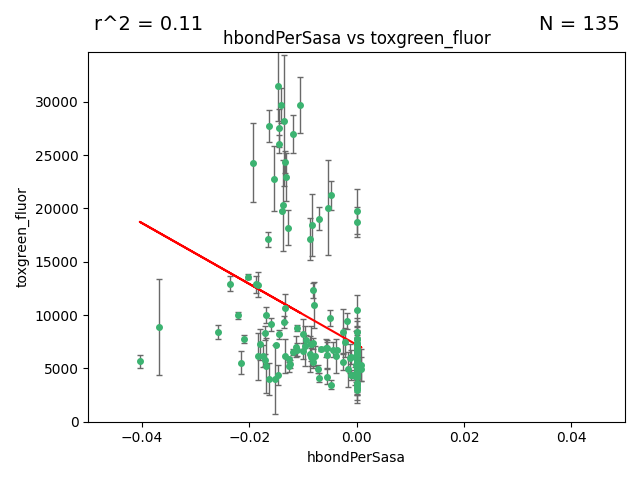 r^2 = 0.11
N = 135
hbondPerSasa vs toxgreen_fluor
30000
25000
20000
15000
10000
5000
0
toxgreen_fluor
−0.04
−0.02
0.00
0.02
0.04
hbondPerSasa